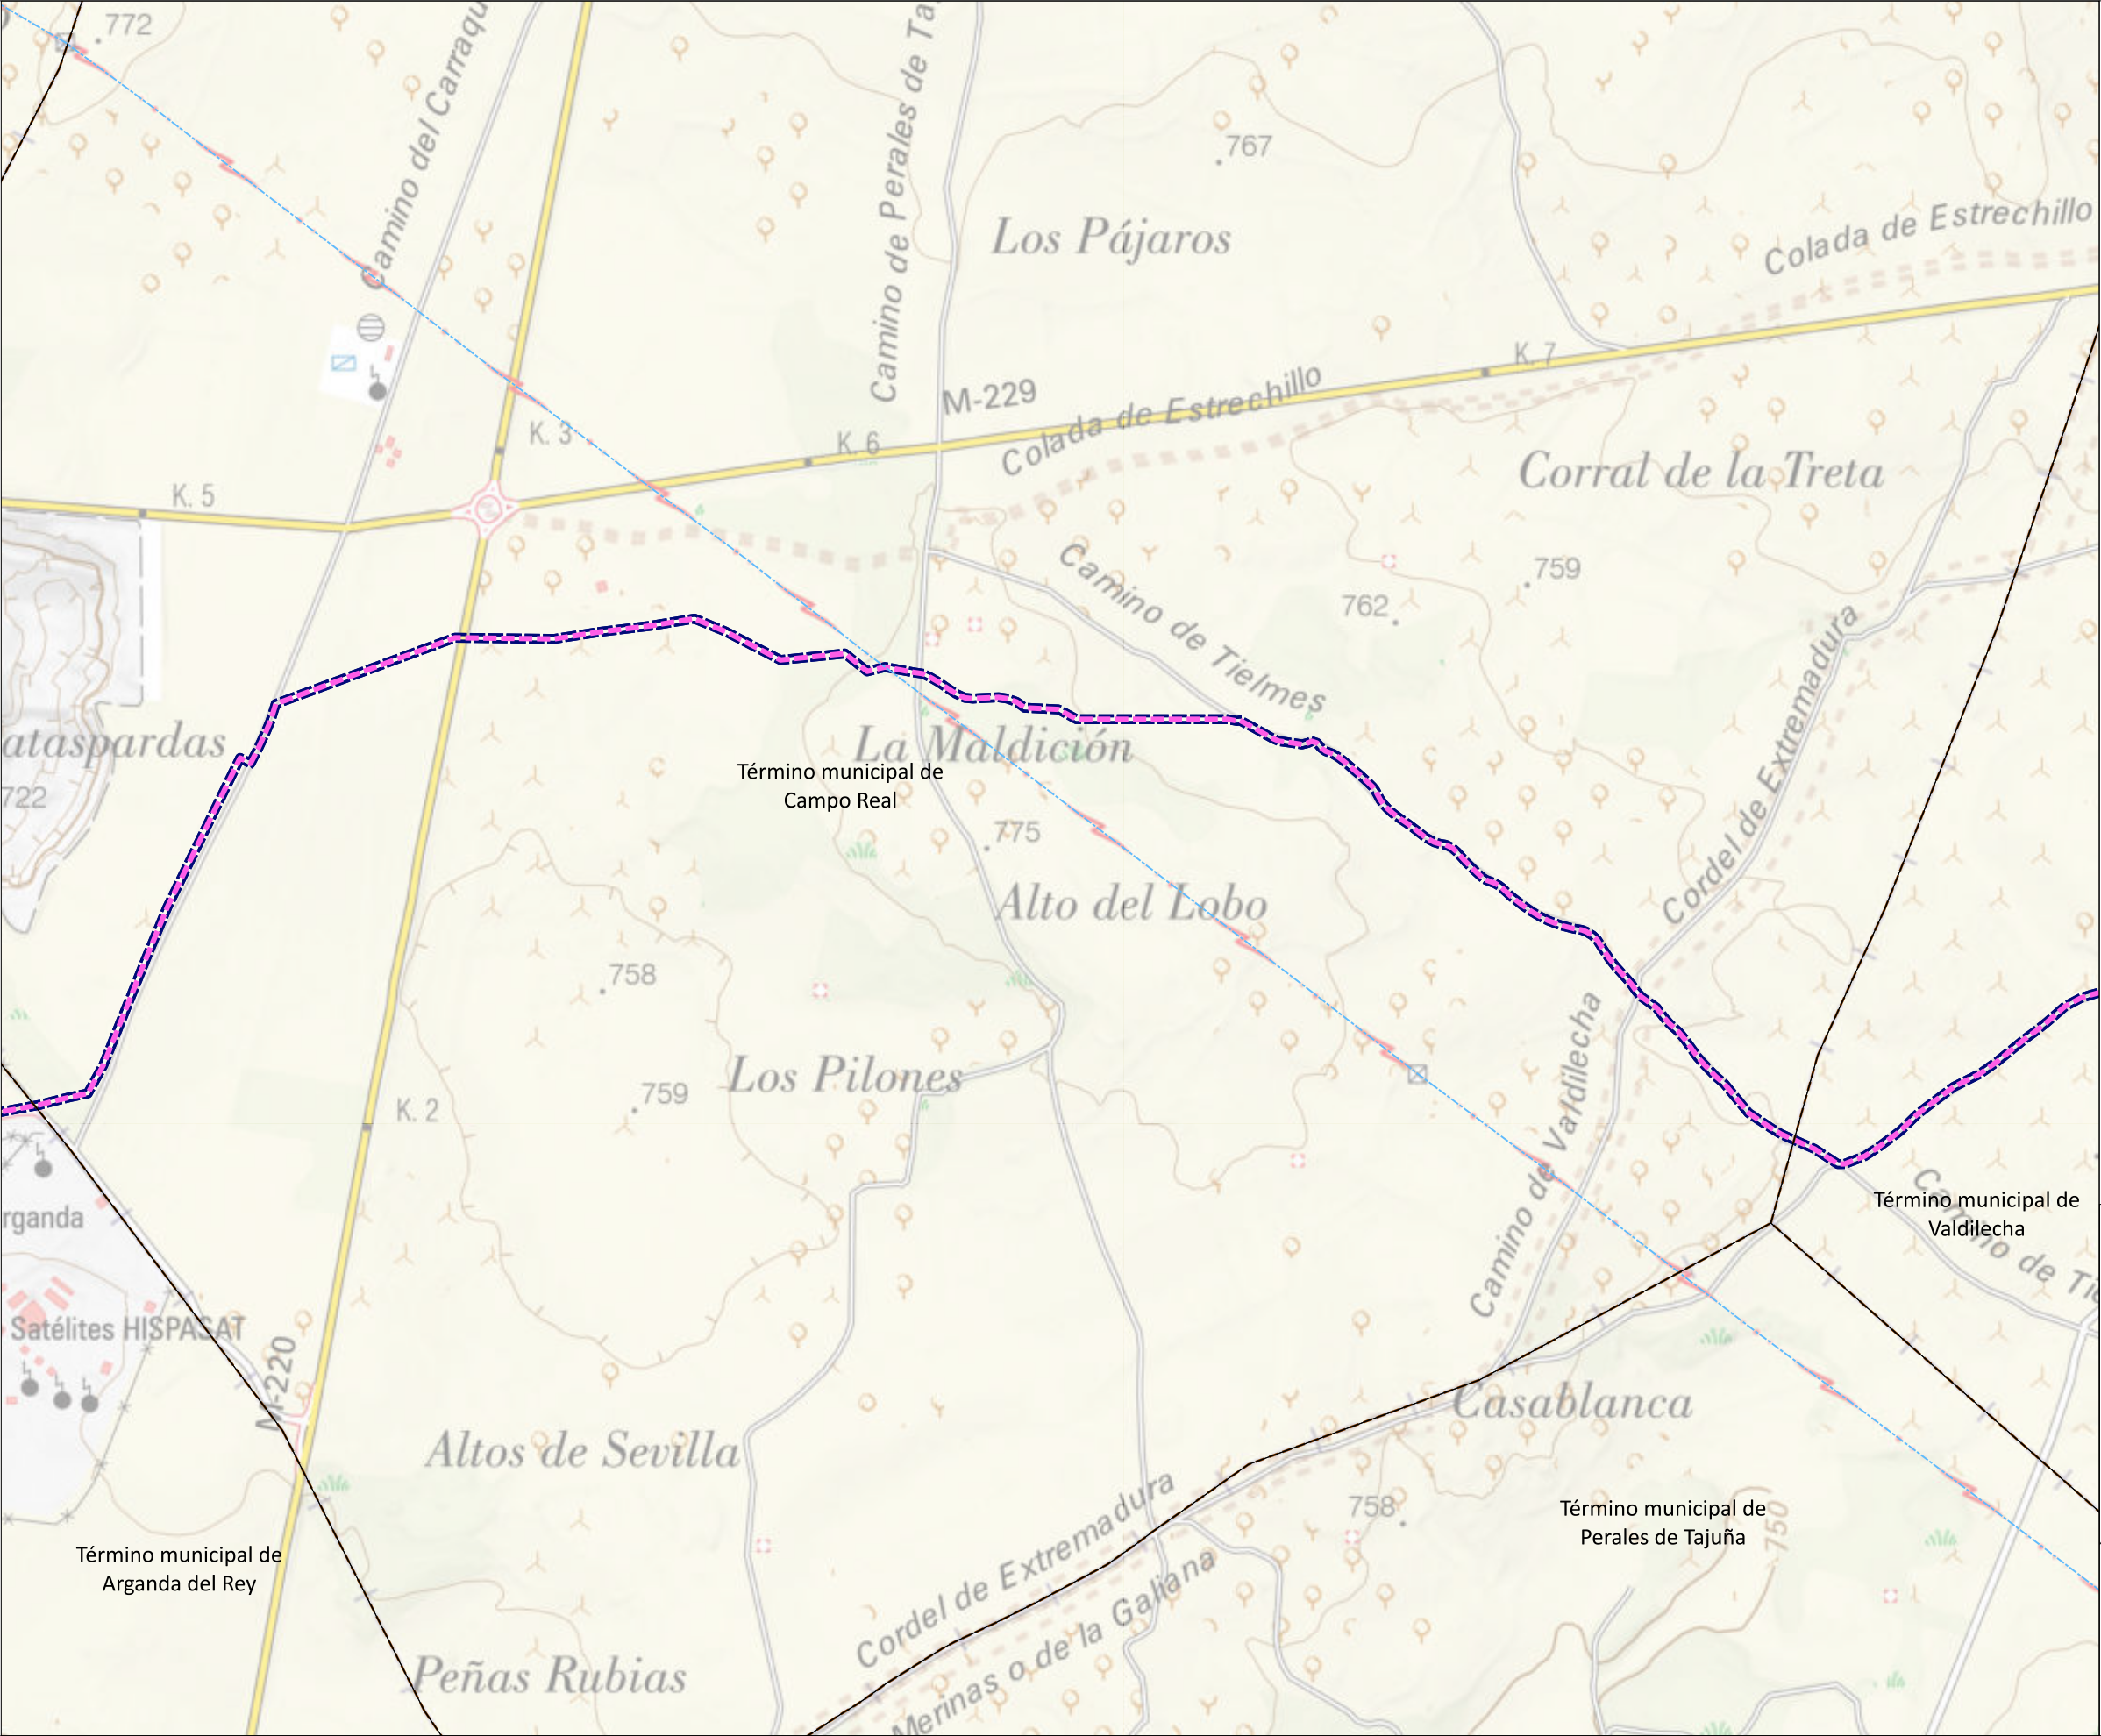 772
Camino del Carraqu
Camino de Perales de Ta
767
Los Pájaros
Colada de Estrechillo
K. 7
M-229
Colada de Estrechillo
K. 3
K. 6
K. 5
Corral de la Treta
Camino de Tielmes
759
762
ataspardas
722
La Maldición
Término municipal de
Campo Real
775
Cordel de Extremadura
Alto del Lobo
758
Los Pilones
759
K. 2
Camino de Valdilecha
Término municipal de
Valdilecha
Camino de Tie
rganda
Satélites HISPASAT
M-220
Casablanca
Altos de Sevilla
758
Término municipal de
Perales de Tajuña
750
Término municipal de
Arganda del Rey
Cordel de Extremadura
Merinas o de la Galiana
Peñas Rubias